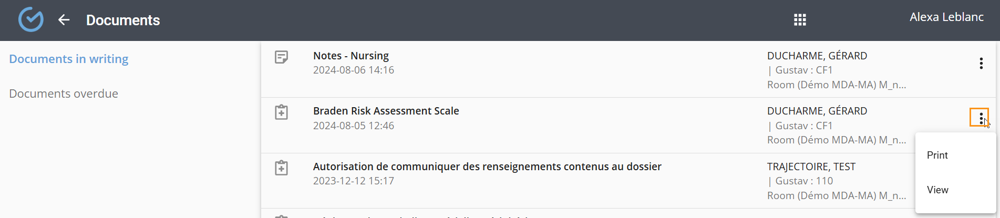 Documents
Alexa Leblanc
Documents in writing
Documents overdue
Notes - Nursing
2024-08-06 14:16
DUCHARME, GÉRARD
| Gustav : CF1
Room (Démo MDA-MA) M_n...
Braden Risk Assessment Scale
2024-08-05 12:46
DUCHARME, GÉRARD
| Gustav : CF1
Room (Démo MDA-MA) M_n...
Autorisation de communiquer des renseignements contenus au dossier
2023-12-12 15:17
TRAJECTOIRE, TEST
| Gustav : 110
Room (Démo MDA-MA) M_n...
Print
View